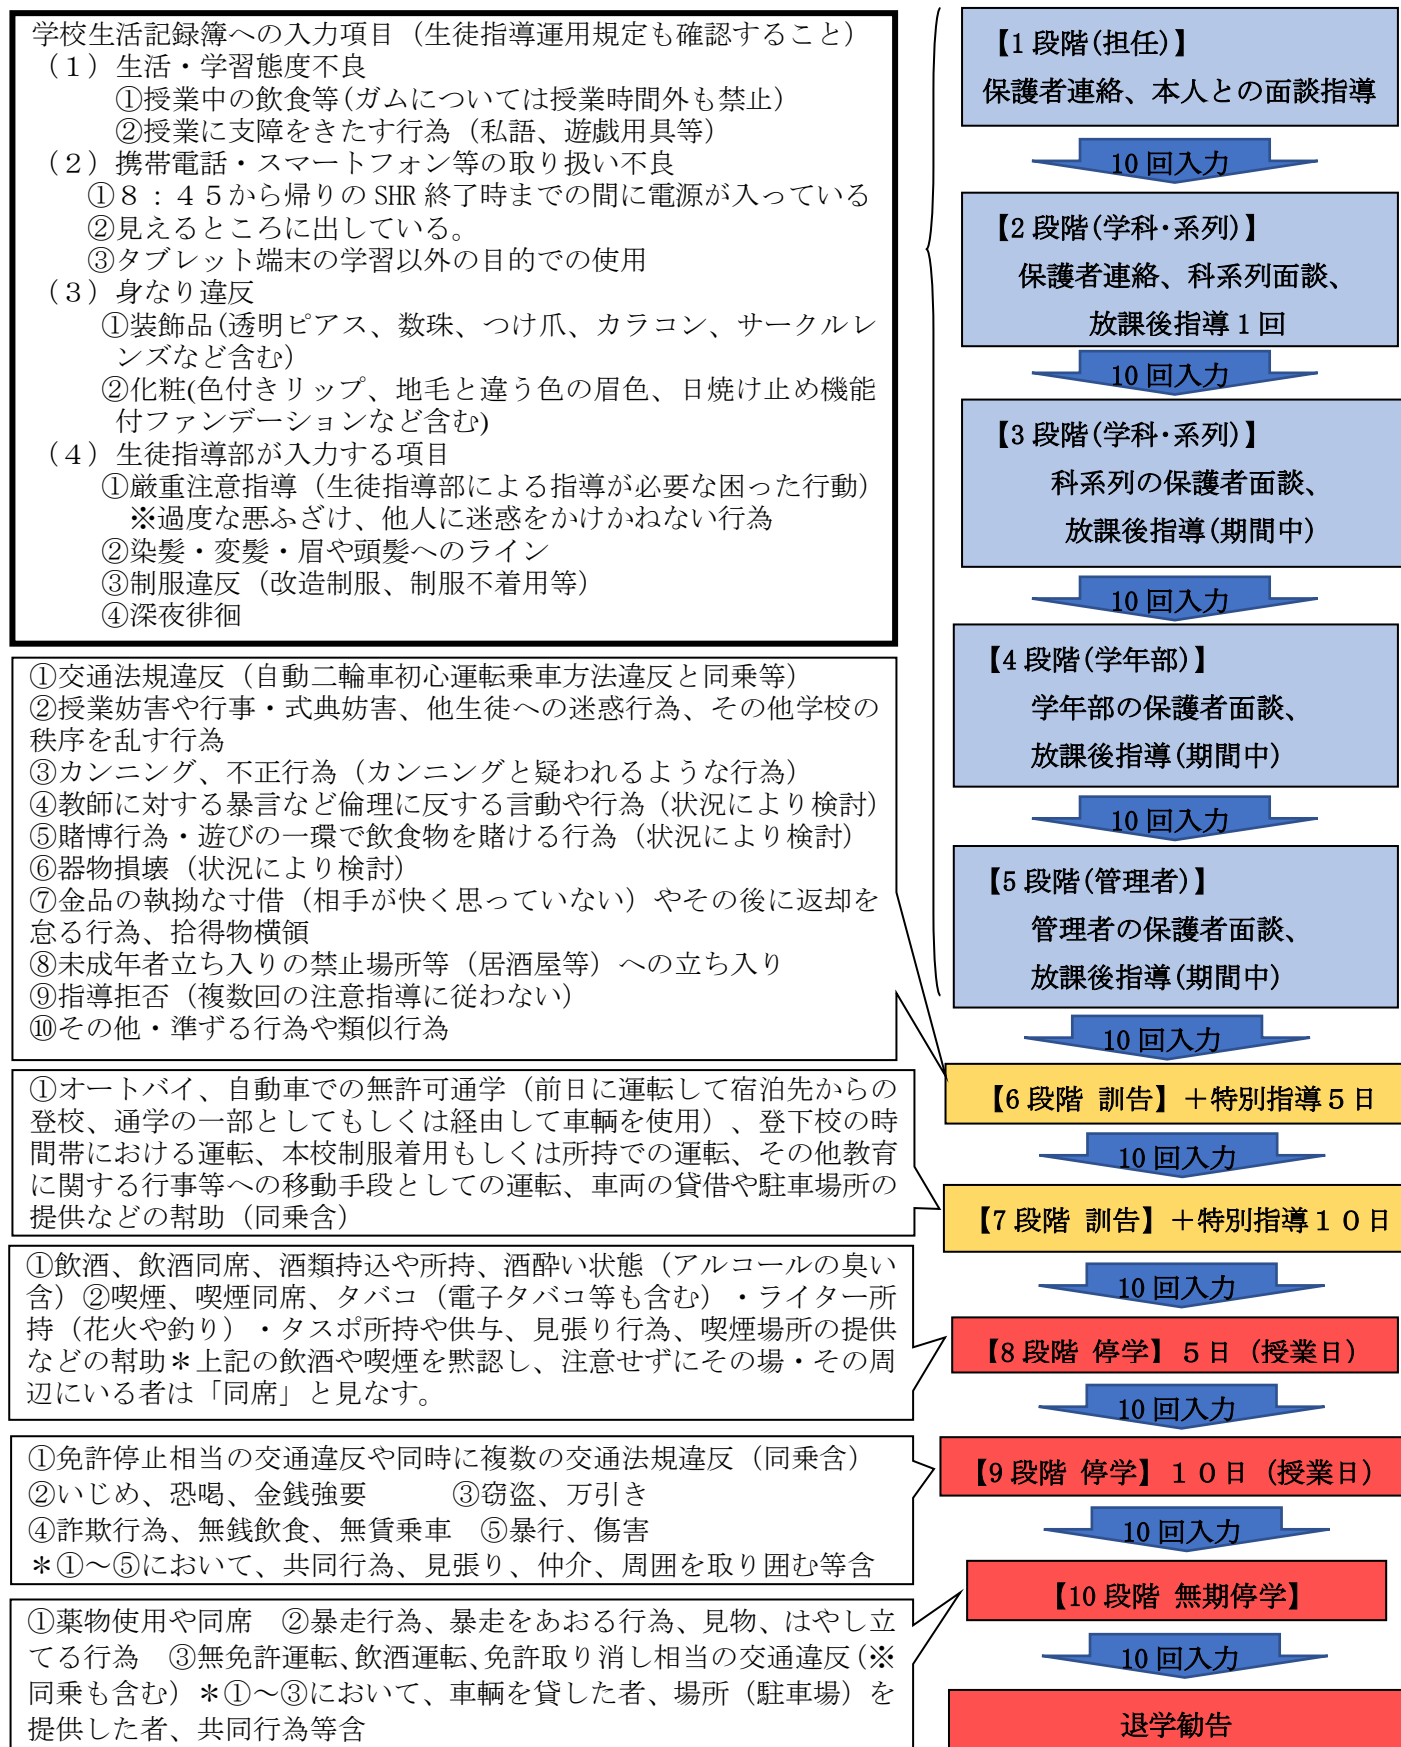 学校生活記録簿への入力項目（生徒指導運用規定も確認すること）
（１）生活・学習態度不良
①授業中の飲食等(ガムについては授業時間外も禁止)
②授業に支障をきたす行為（私語、遊戯用具等）
（２）携帯電話・スマートフォン等の取り扱い不良
①８：４５から帰りの SHR 終了時までの間に電源が入っている
②見えるところに出している。
③タブレット端末の学習以外の目的での使用
（３）身なり違反
①装飾品(透明ピアス、数珠、つけ爪、カラコン、サークルレ
ンズなど含む)
②化粧(色付きリップ、地毛と違う色の眉色、日焼け止め機能
付ファンデーションなど含む)
（４）生徒指導部が入力する項目
①厳重注意指導（生徒指導部による指導が必要な困った行動）
※過度な悪ふざけ、他人に迷惑をかけかねない行為
②染髪・変髪・眉や頭髪へのライン
③制服違反（改造制服、制服不着用等）
④深夜徘徊
①交通法規違反（自動二輪車初心運転乗車方法違反と同乗等）
②授業妨害や行事・式典妨害、他生徒への迷惑行為、その他学校の
秩序を乱す行為
③カンニング、不正行為（カンニングと疑われるような行為）
④教師に対する暴言など倫理に反する言動や行為（状況により検討）
⑤賭博行為・遊びの一環で飲食物を賭ける行為（状況により検討）
⑥器物損壊（状況により検討）
⑦金品の執拗な寸借（相手が快く思っていない）やその後に返却を
怠る行為、拾得物横領
⑧未成年者立ち入りの禁止場所等（居酒屋等）への立ち入り
⑨指導拒否（複数回の注意指導に従わない）
⑩その他・準ずる行為や類似行為
①オートバイ、自動車での無許可通学（前日に運転して宿泊先からの
登校、通学の一部としてもしくは経由して車輌を使用）、登下校の時
間帯における運転、本校制服着用もしくは所持での運転、その他教育
に関する行事等への移動手段としての運転、車両の貸借や駐車場所の
提供などの幇助（同乗含）
①飲酒、飲酒同席、酒類持込や所持、酒酔い状態（アルコールの臭い
含）②喫煙、喫煙同席、タバコ（電子タバコ等も含む）・ライター所
持（花火や釣り）・タスポ所持や供与、見張り行為、喫煙場所の提供
などの幇助＊上記の飲酒や喫煙を黙認し、注意せずにその場・その周
辺にいる者は「同席」と見なす。
①免許停止相当の交通違反や同時に複数の交通法規違反（同乗含）
②いじめ、恐喝、金銭強要　　③窃盗、万引き
④詐欺行為、無銭飲食、無賃乗車　⑤暴行、傷害
＊①～⑤において、共同行為、見張り、仲介、周囲を取り囲む等含
①薬物使用や同席　②暴走行為、暴走をあおる行為、見物、はやし立
てる行為　③無免許運転、飲酒運転、免許取り消し相当の交通違反(※
同乗も含む)＊①～③において、車輌を貸した者、場所（駐車場）を
提供した者、共同行為等含
【1 段階(担任)】
保護者連絡、本人との面談指導
10 回入力
【2 段階(学科・系列)】
保護者連絡、科系列面談、
放課後指導１回
10 回入力
【3 段階(学科・系列)】
科系列の保護者面談、
放課後指導(期間中)
10 回入力
【4 段階(学年部)】
学年部の保護者面談、
放課後指導(期間中)
10 回入力
【5 段階(管理者)】
管理者の保護者面談、
放課後指導(期間中)
10 回入力
【6 段階 訓告】＋特別指導５日
10 回入力
【7 段階 訓告】＋特別指導１０日
10 回入力
【8 段階 停学】５日（授業日）
10 回入力
【9 段階 停学】１０日（授業日）
10 回入力
【10 段階 無期停学】
10 回入力
退学勧告